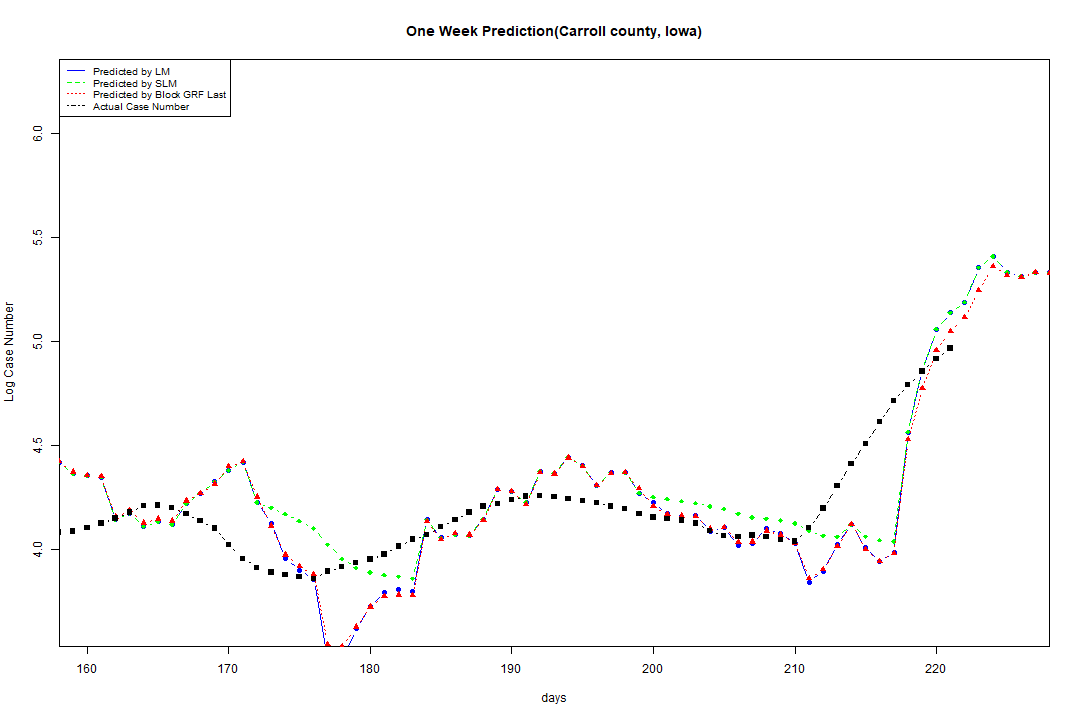 One Week Prediction(Carroll county, Iowa)
Predicted by LM
Predicted by SLM
Predicted by Block GRF Last
Actual Case Number
6.0
5.5
5.0
4.5
4.0
Log Case Number
160 170 180 190 200 210 220
days